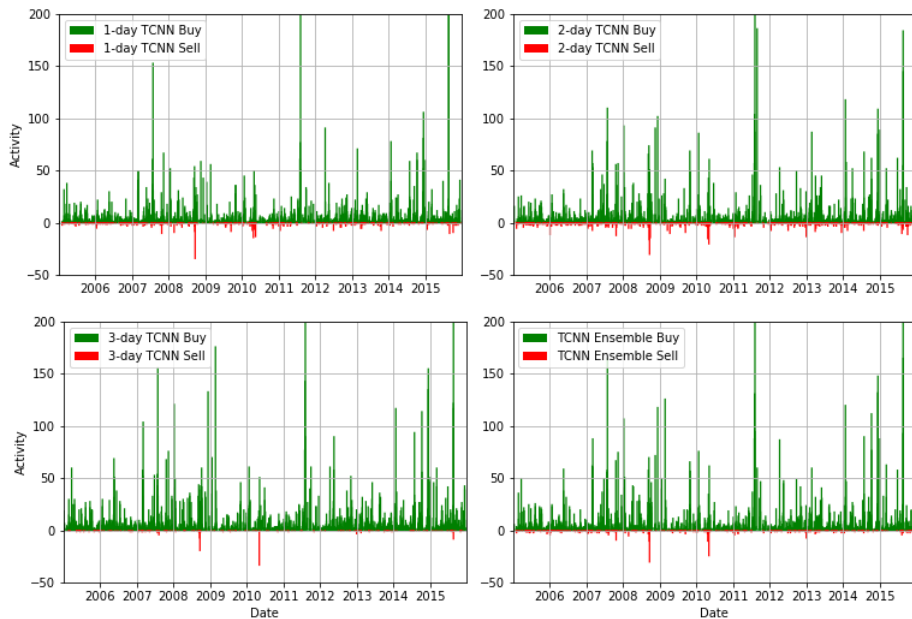 200
150
100
50
0
−50
Activity
1-day TCNN Buy
1-day TCNN Sell
2006 2007 2008 2009 2010 2011 2012 2013 2014 2015
200
150
100
50
0
−50
2-day TCNN Buy
2-day TCNN Sell
2006 2007 2008 2009 2010 2011 2012 2013 2014 2015
200
150
100
50
0
−50
Activity
3-day TCNN Buy
3-day TCNN Sell
2006 2007 2008 2009 2010 2011 2012 2013 2014 2015
Date
200
150
100
50
0
−50
TCNN Ensemble Buy
TCNN Ensemble Sell
2006 2007 2008 2009 2010 2011 2012 2013 2014 2015
Date